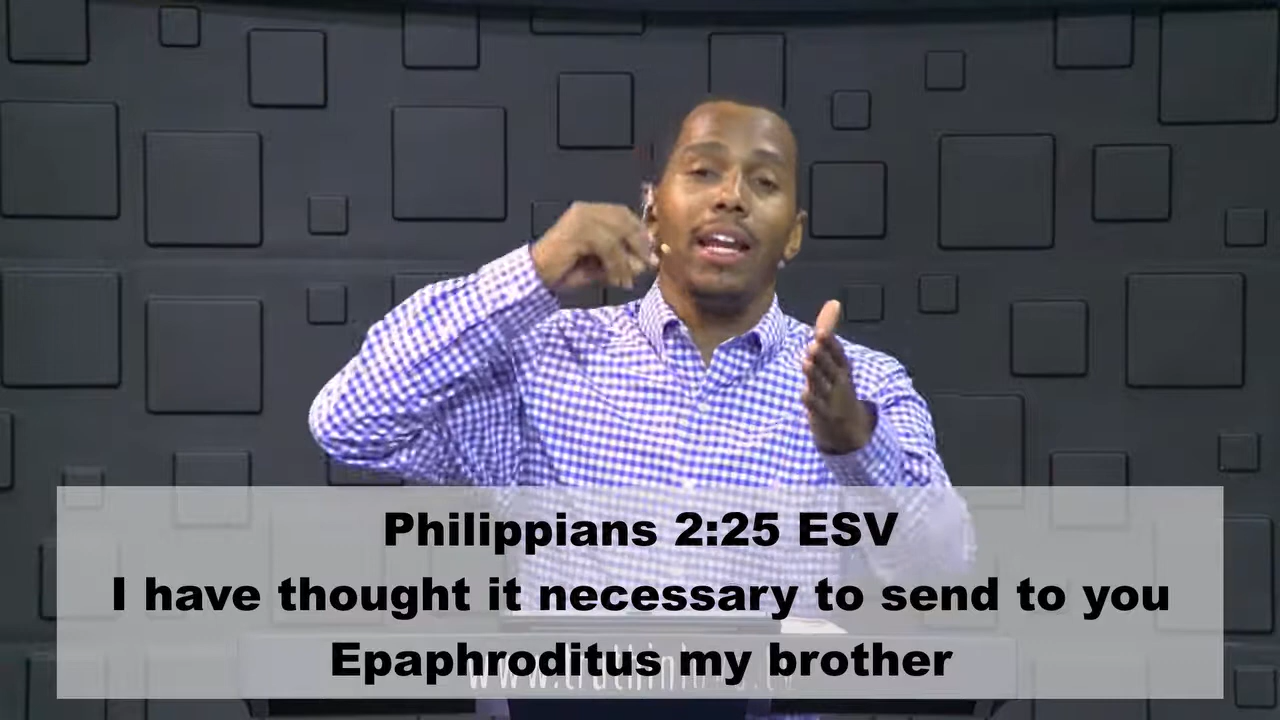 Philippians 2:25 ESV
I have thought it necessary to send to you
Epaphroditus my brother